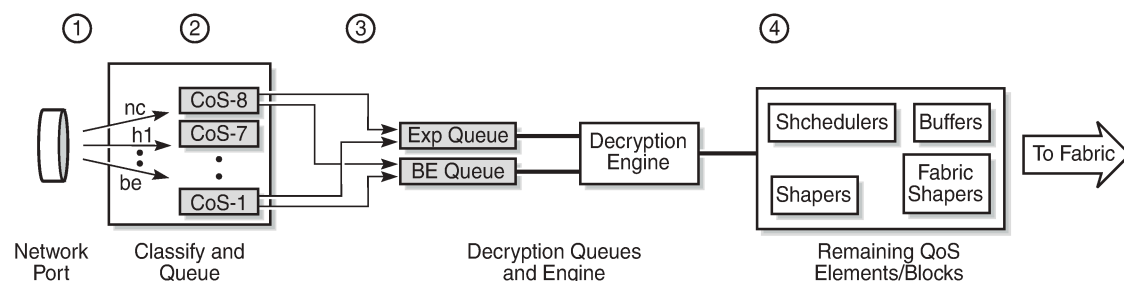 1
2
3
4
nc
h1
be
CoS-8
CoS-7
CoS-1
Exp Queue
BE Queue
Decryption
Engine
Shchedulers
Buffers
Shapers
Fabric
Shapers
To Fabric
Network
Port
Classify and
Queue
Decryption Queues
and Engine
Remaining QoS
Elements/Blocks